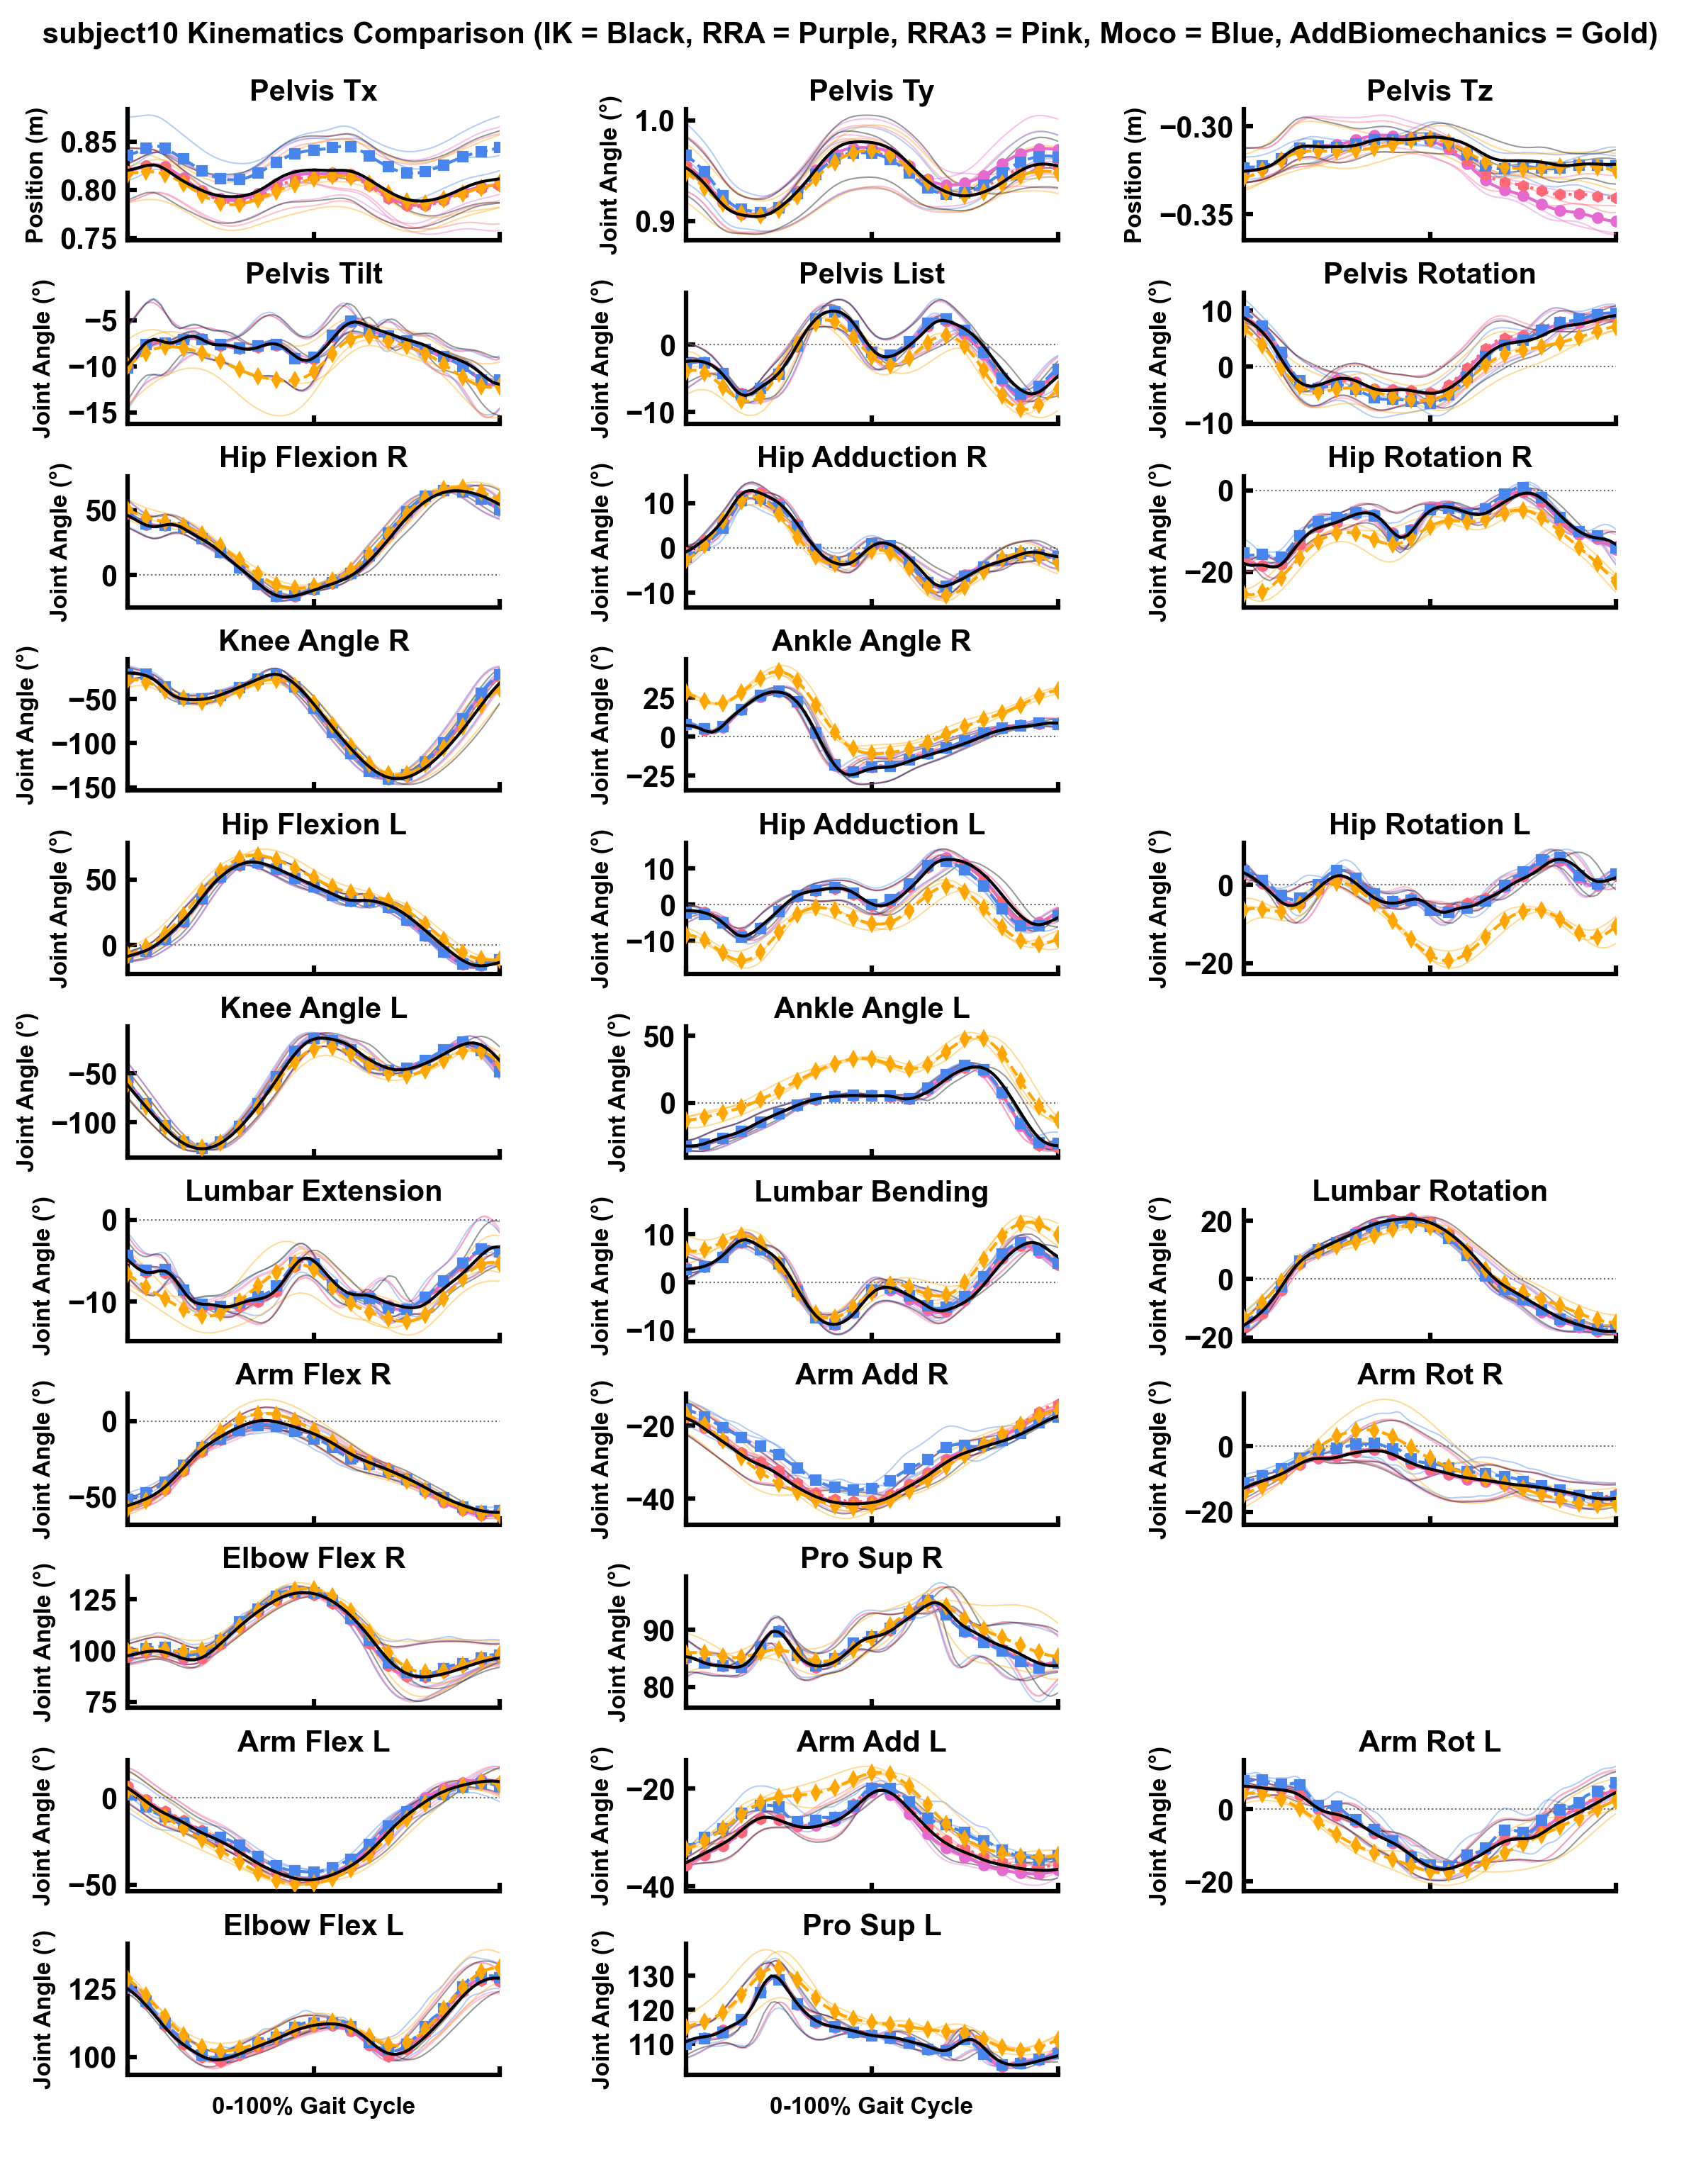 subject10 Kinematics Comparison (IK = Black, RRA = Purple, RRA3 = Pink, Moco = Blue, AddBiomechanics = Gold)
Pelvis Tx
Position (m)
0.85
0.80
0.75
Pelvis Ty
Joint Angle (°)
1.0
0.9
Pelvis Tz
Position (m)
−0.30
−0.35
Pelvis Tilt
Joint Angle (°)
−5
−10
−15
Pelvis List
Joint Angle (°)
0
−10
Pelvis Rotation
Joint Angle (°)
10
0
−10
Hip Flexion R
Joint Angle (°)
50
0
Hip Adduction R
Joint Angle (°)
10
0
−10
Hip Rotation R
Joint Angle (°)
0
−20
Knee Angle R
Joint Angle (°)
−50
−100
−150
Ankle Angle R
Joint Angle (°)
25
0
−25
Hip Flexion L
Joint Angle (°)
50
0
Hip Adduction L
Joint Angle (°)
10
0
−10
Hip Rotation L
Joint Angle (°)
0
−20
Knee Angle L
Joint Angle (°)
−50
−100
Ankle Angle L
Joint Angle (°)
50
0
Lumbar Extension
Joint Angle (°)
0
−10
Lumbar Bending
Joint Angle (°)
10
0
−10
Lumbar Rotation
Joint Angle (°)
20
0
−20
Arm Flex R
Joint Angle (°)
0
−50
Arm Add R
Joint Angle (°)
−20
−40
Arm Rot R
Joint Angle (°)
0
−20
Elbow Flex R
Joint Angle (°)
125
100
75
Pro Sup R
Joint Angle (°)
90
80
Arm Flex L
Joint Angle (°)
0
−50
Arm Add L
Joint Angle (°)
−20
−40
Arm Rot L
Joint Angle (°)
0
−20
Elbow Flex L
Joint Angle (°)
125
100
0-100% Gait Cycle
Pro Sup L
Joint Angle (°)
130
120
110
0-100% Gait Cycle